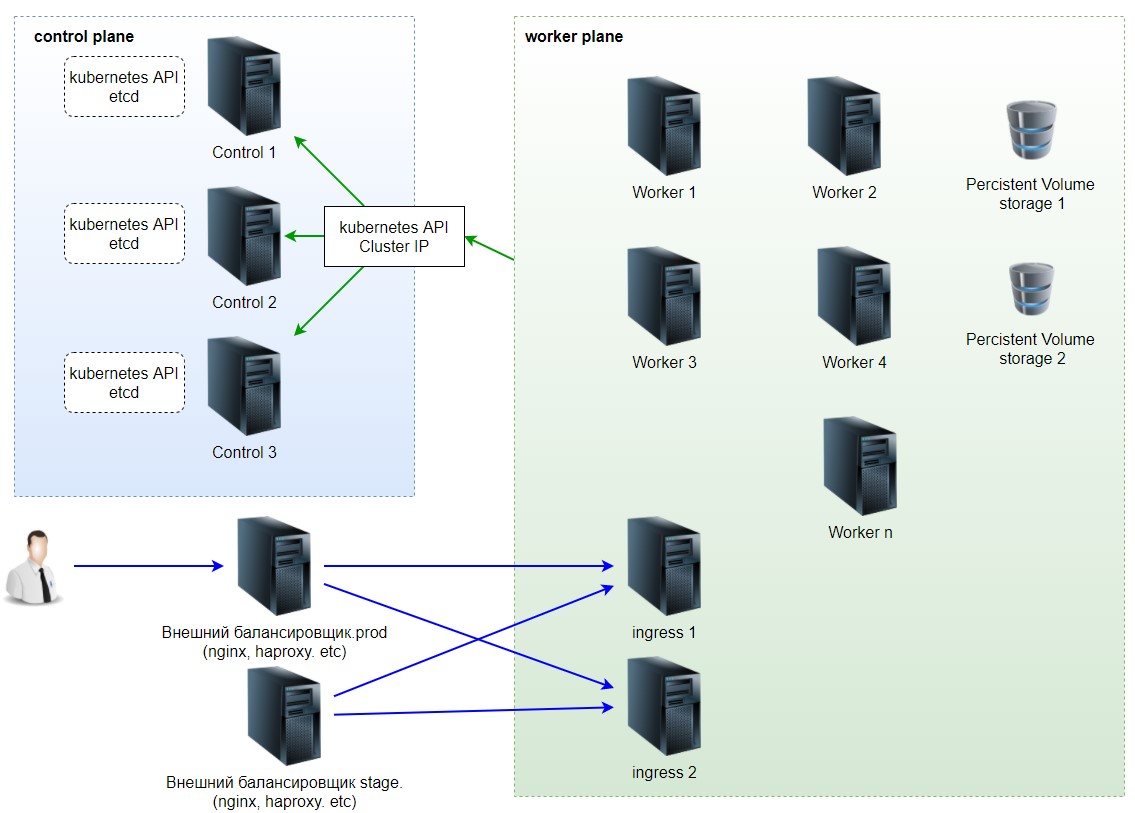 control plane
kubernetes API
etcd
Control 1
kubernetes API
etcd
Control 2
kubernetes API
etcd
Control 3
kubernetes API
Cluster IP
worker plane
Worker 1
Worker 2
Percistent Volume
storage 1
Worker 3
Worker 4
Percistent Volume
storage 2
Worker n
Внешний балансировщик.prod
(nginx, haproxy. etc)
ingress 1
Внешний балансировщик stage.
(nginx, haproxy. etc)
ingress 2